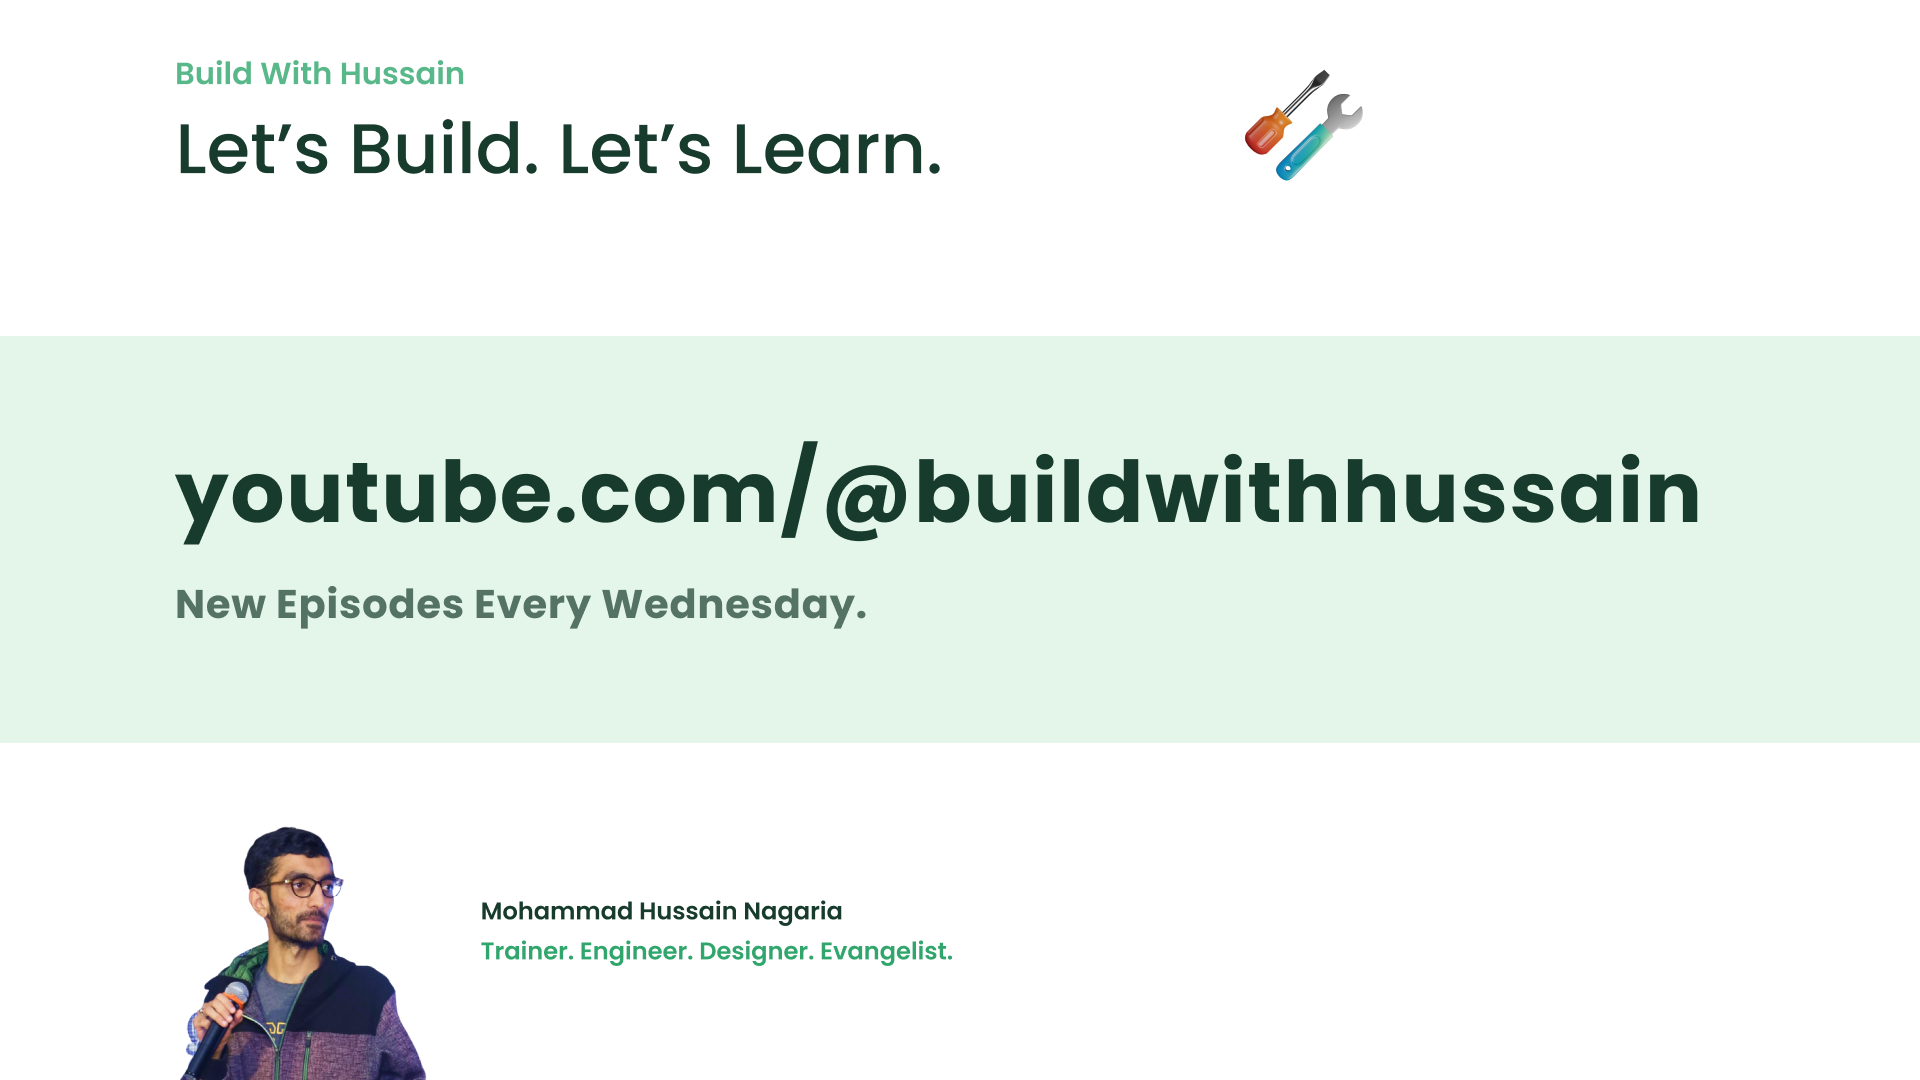 Build With Hussain
Let’s Build. Let’s Learn.
youtube.com/@buildwithhussain
New Episodes Every Wednesday.
Mohammad Hussain Nagaria
Trainer. Engineer. Designer. Evangelist.